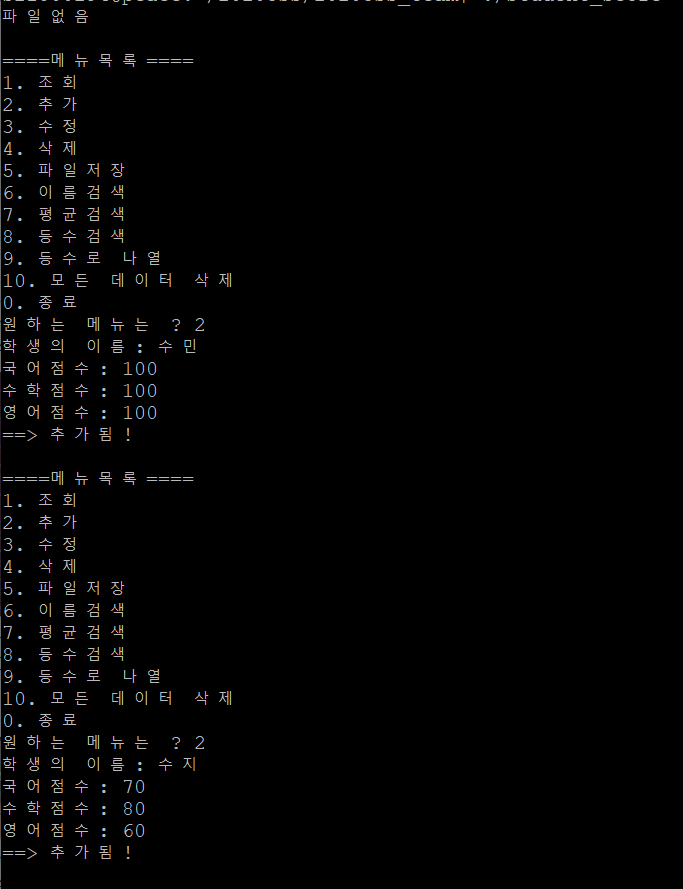 파일없음

====메뉴목록====
1. 조회
2. 추가
3. 수정
4. 삭제
5. 파일저장
6. 이름검색
7. 평균검색
8. 등수검색
9. 등수로 나열
10. 모든 데이터 삭제
0. 종료
원하는 메뉴는 ? 2
학생의 이름 : 수민
국어점수 : 100
수학점수 : 100
영어점수 : 100
==> 추가됨!

====메뉴목록====
1. 조회
2. 추가
3. 수정
4. 삭제
5. 파일저장
6. 이름검색
7. 평균검색
8. 등수검색
9. 등수로 나열
10. 모든 데이터 삭제
0. 종료
원하는 메뉴는 ? 2
학생의 이름 : 수지
국어점수 : 70
수학점수 : 80
영어점수 : 60
==> 추가됨!